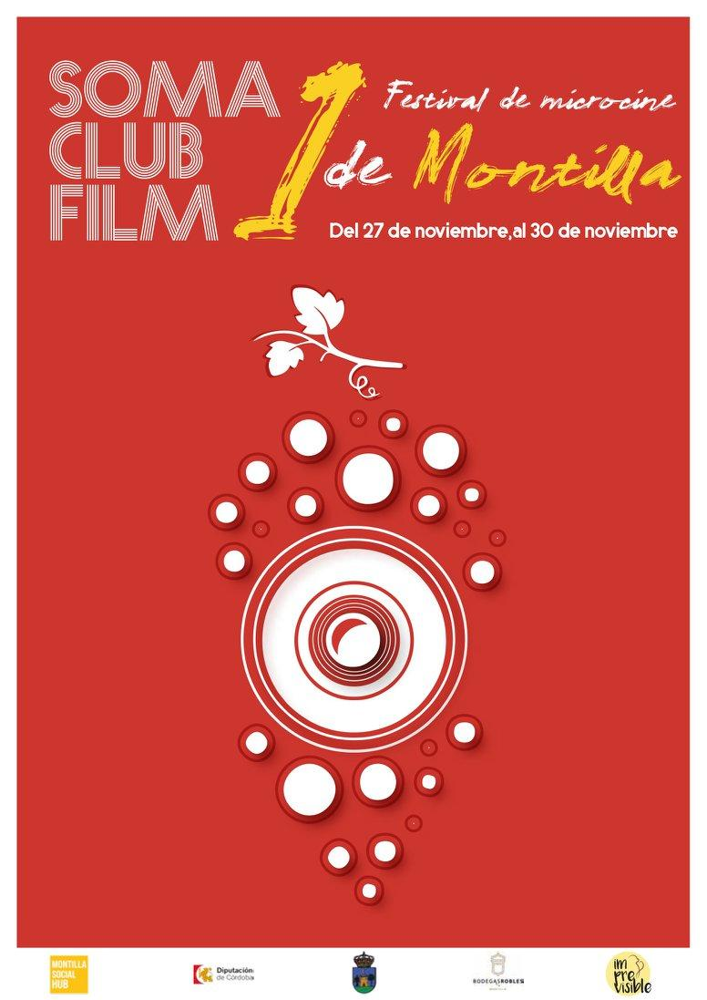 SOMA
CLUB
FILM
1
Festival de microcine
de Montilla
Del 27 de noviembre,al 30 de noviembre
MONTILLA
SOCIAL
HUB
Diputación
de Córdoba
BODEGAS ROBLES
MONTILLA
im
pre
visible